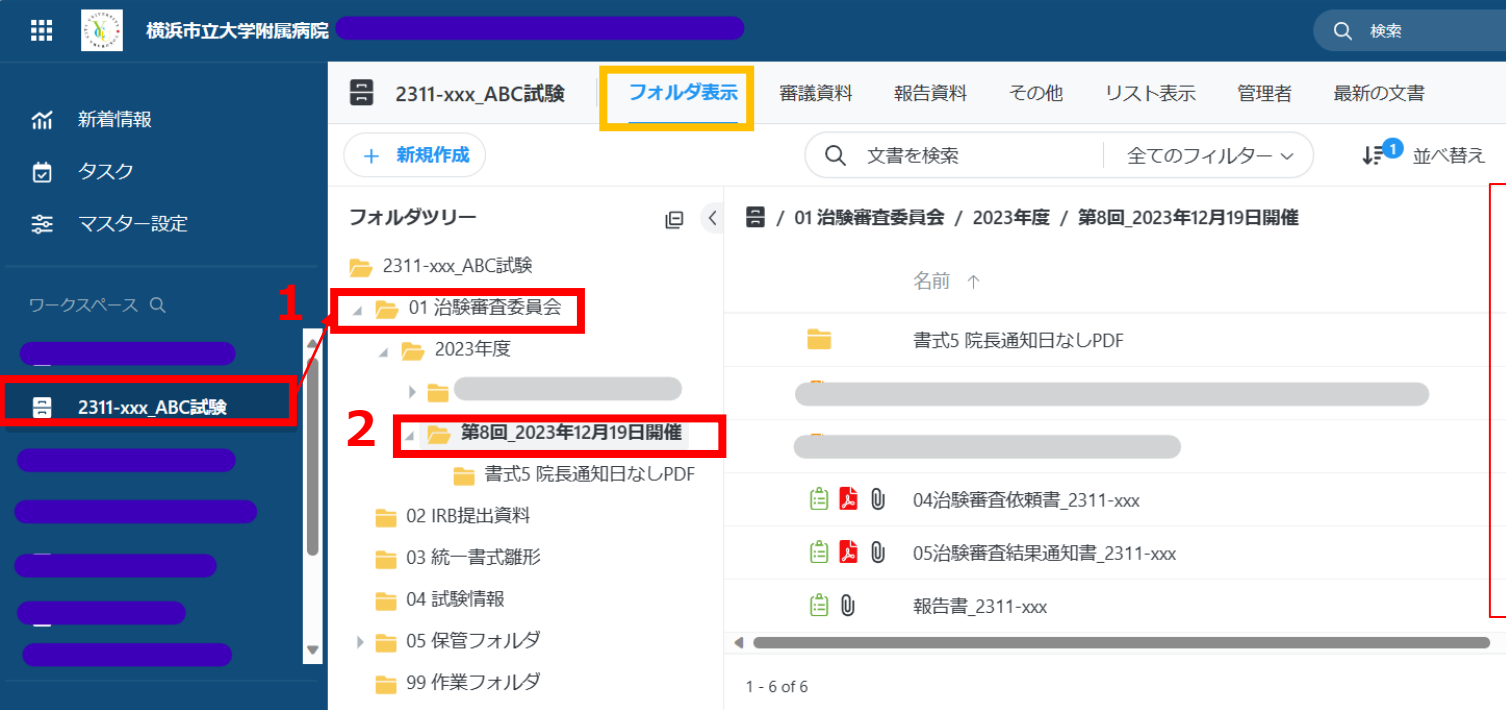 横浜市立大学附属病院
検索
新着情報
タスク
マスター設定
ワークスペース
2311-xxx_ABC試験
2311-xxx_ABC試験
フォルダ表示
審議資料
報告資料
その他
リスト表示
管理者
最新の文書
+ 新規作成
文書を検索
全てのフィルター
1
並べ替え
フォルダツリー
2311-xxx_ABC試験
1
01 治験審査委員会
2023年度
2
第8回_2023年12月19日開催
書式5 院長通知日なしPDF
02 IRB提出資料
03 統一書式雛形
04 試験情報
05 保管フォルダ
99 作業フォルダ
/ 01 治験審査委員会 / 2023年度 / 第8回_2023年12月19日開催
名前 ↑
書式5 院長通知日なしPDF
04治験審査依頼書_2311-xxx
05治験審査結果通知書_2311-xxx
報告書_2311-xxx
1 - 6 of 6